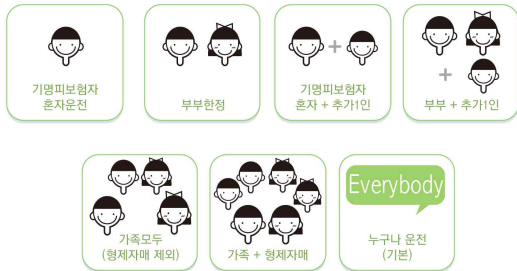 기명피보험자
혼자운전
부부한정
기명피보험자
혼자 + 추가1인
부부 + 추가1인
가족모두
(형제자매 제외)
가족 + 형제자매
Everybody
누구나 운전
(기본)